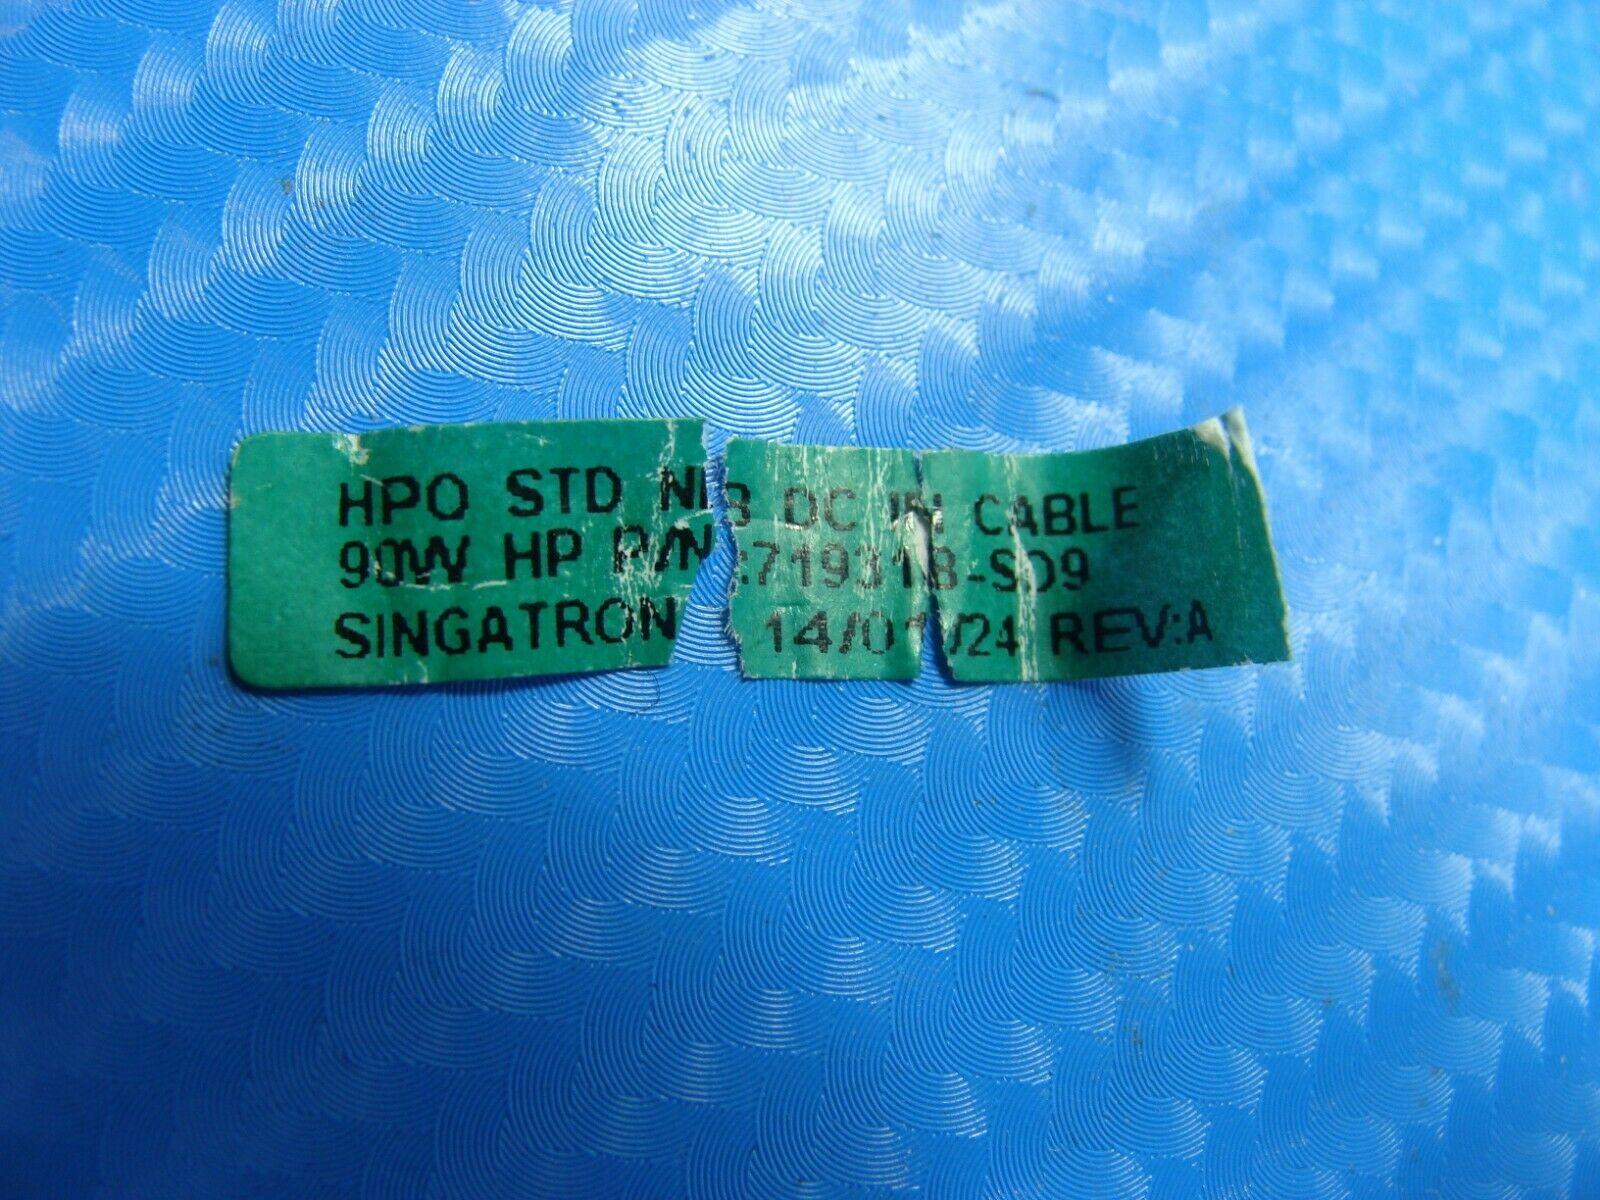 HPO STD NB DC IN CABLE
90W HP P/N:719318-SD9
SINGATRON 14/01/24 REV:A